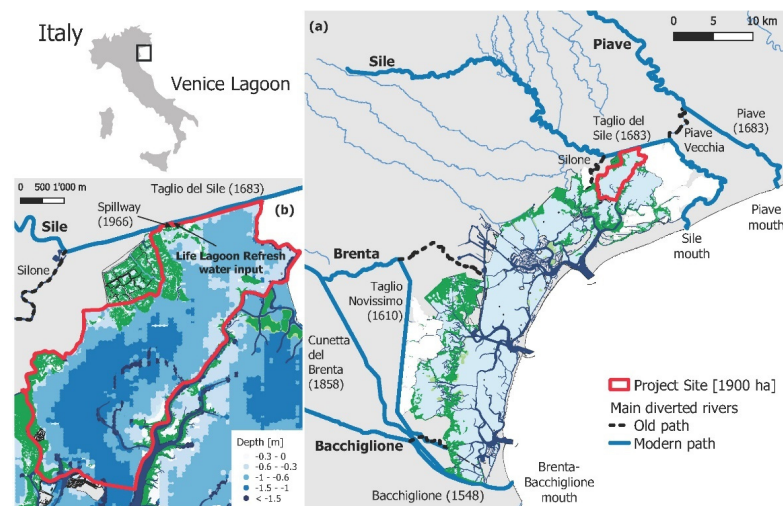 Italy
Venice Lagoon
0 500 1'000 m
Taglio del Sile (1683)
Spillway
(1966)
(b)
Sile
Silone
Life Lagoon Refresh
water input
Depth [m]
-0.3 - 0
-0.6 - -0.3
-1 - -0.6
-1.5 - -1
< -1.5
(a)
0 5 10 km
Sile
Piave
Taglio del
Sile (1683)
Piave
(1683)
Piave
Vecchia
Silone
Piave
mouth
Sile
mouth
Brenta
Taglio
Novissimo
(1610)
Cunetta
del
Brenta
(1858)
Bacchiglione
Bacchiglione (1548)
Brenta-
Bacchiglione
mouth
Project Site [1900 ha]
Main diverted rivers
Old path
Modern path